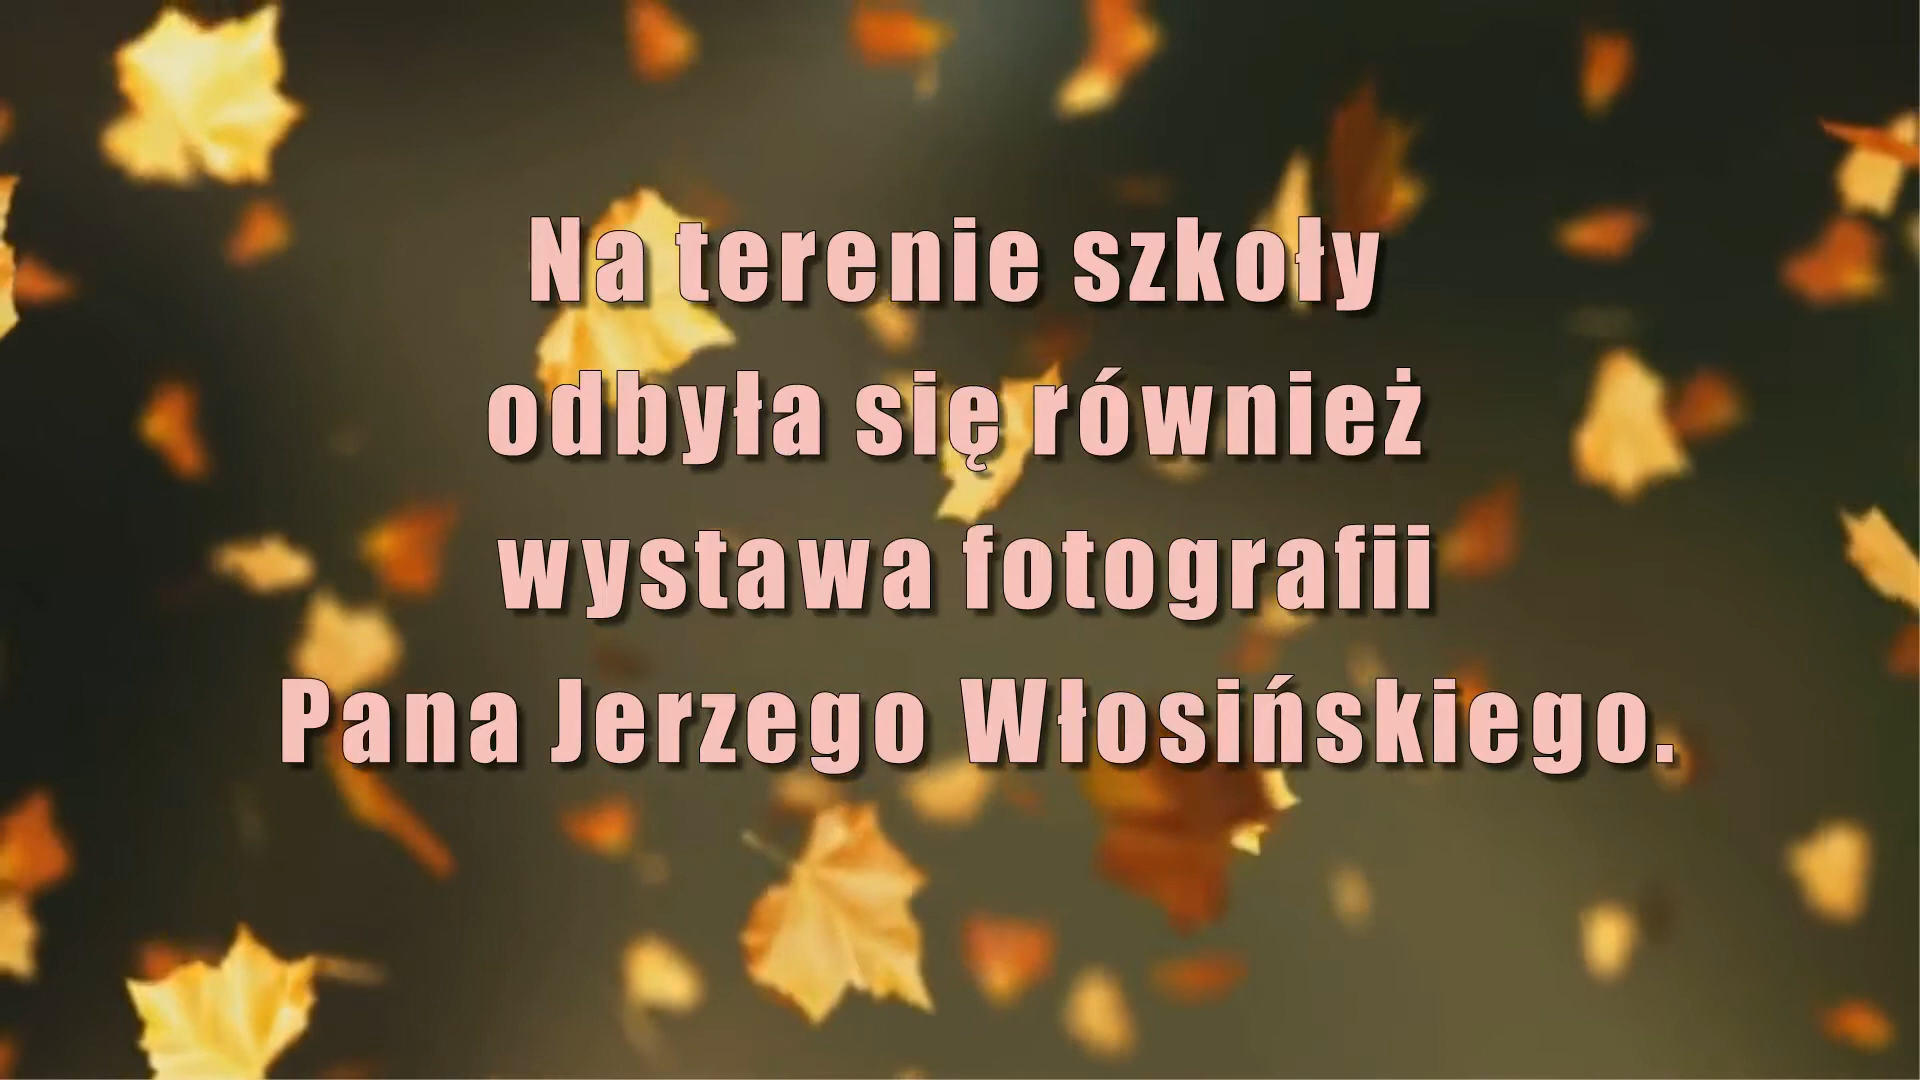 Na terenie szkoły
odbyła się również
wystawa fotografii
Pana Jerzego Włosińskiego.